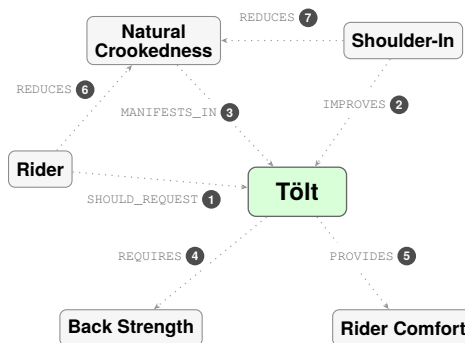 REDUCES 7
Natural
Crookedness
Shoulder-In
REDUCES 6
IMPROVES 2
MANIFESTS_IN 3
Rider
Tölt
SHOULD_REQUEST 1
REQUIRES 4
PROVIDES 5
Back Strength
Rider Comfort